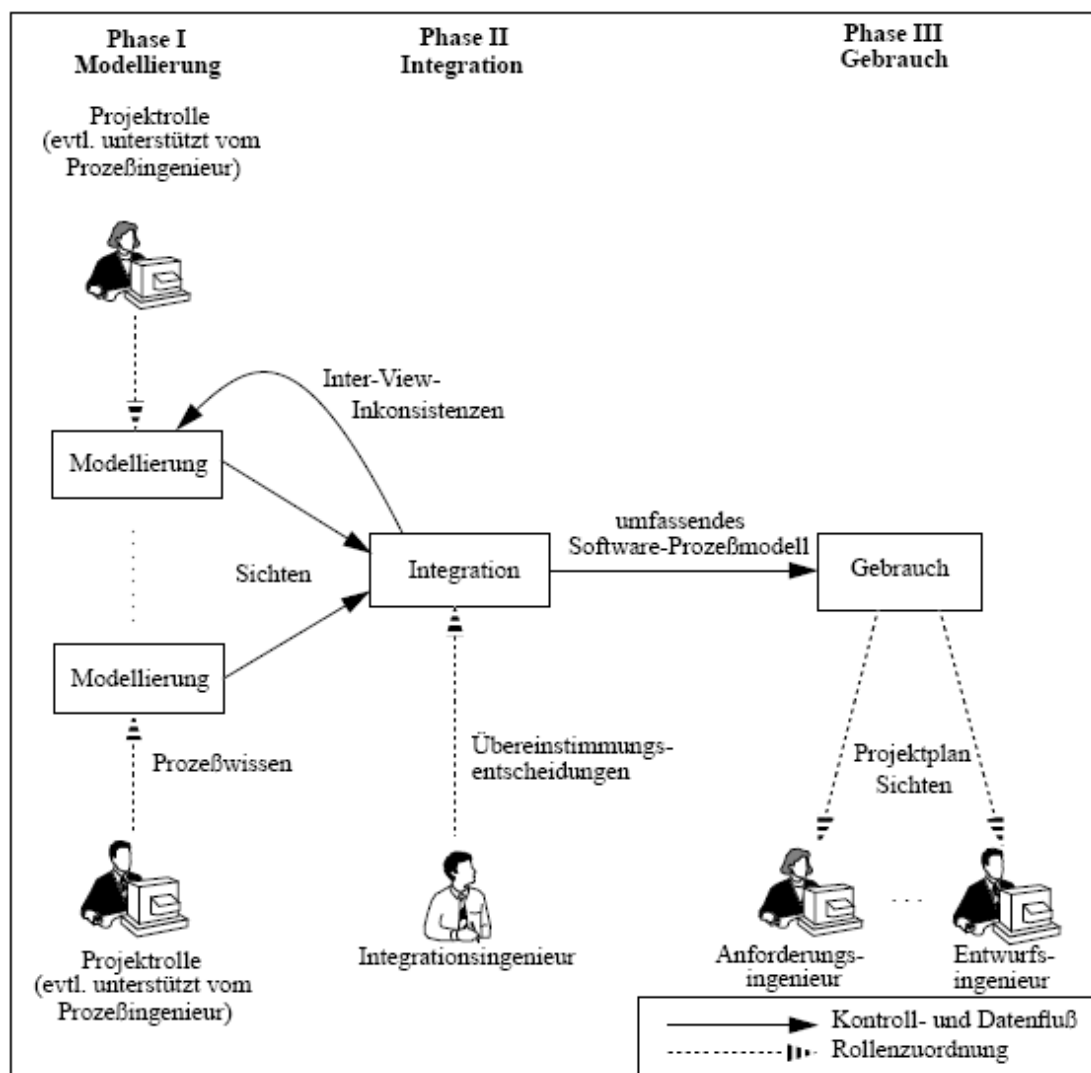 Phase I
Modellierung
Phase II
Integration
Phase III
Gebrauch
Projektrolle
(evtl. unterstützt vom
Prozeßingenieur)
Inter-View-
Inkonsistenzen
Modellierung
Sichten
Integration
umfassendes
Software-Prozeßmodell
Gebrauch
Modellierung
Prozeßwissen
Übereinstimmungs-
entscheidungen
Projektplan
Sichten
Projektrolle
(evtl. unterstützt vom
Prozeßingenieur)
Integrationsingenieur
Anforderungs-
ingenieur
Entwurfs-
ingenieur
Kontroll- und Datenfluß
Rollenzuordnung